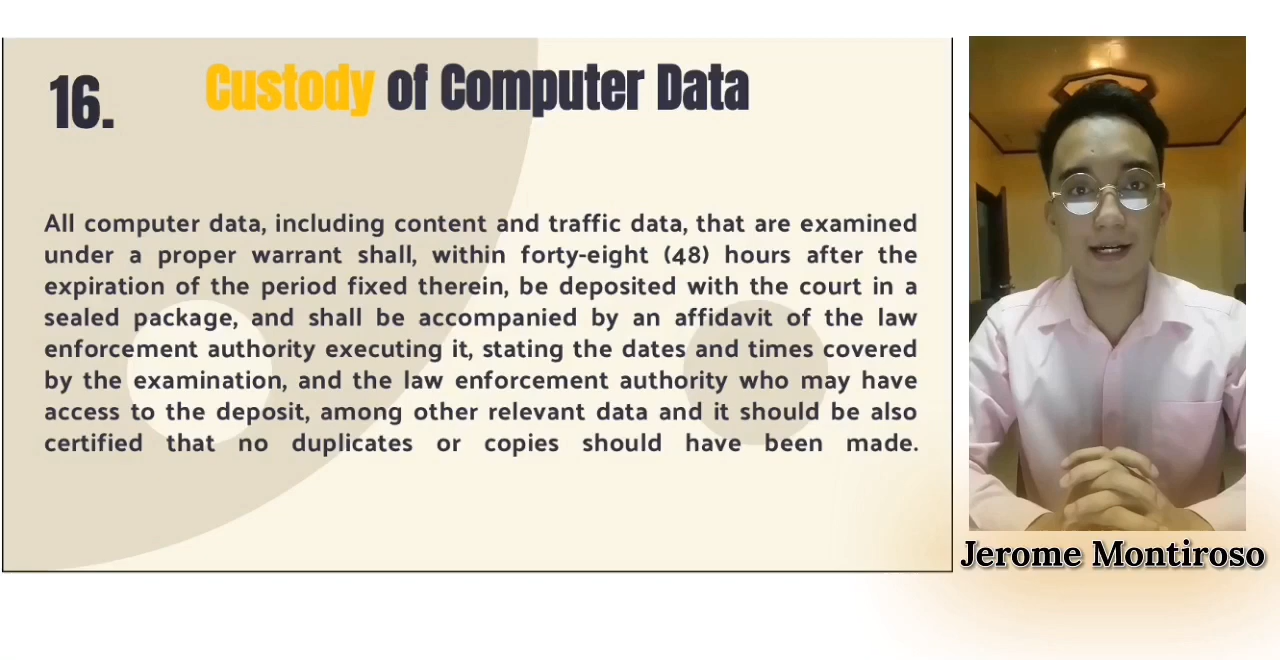 16.
Custody of Computer Data
All computer data, including content and traffic data, that are examined
under a proper warrant shall, within forty-eight (48) hours after the
expiration of the period fixed therein, be deposited with the court in a
sealed package, and shall be accompanied by an affidavit of the law
enforcement authority executing it, stating the dates and times covered
by the examination, and the law enforcement authority who may have
access to the deposit, among other relevant data and it should be also
certified that no duplicates or copies should have been made.
Jerome Montiroso